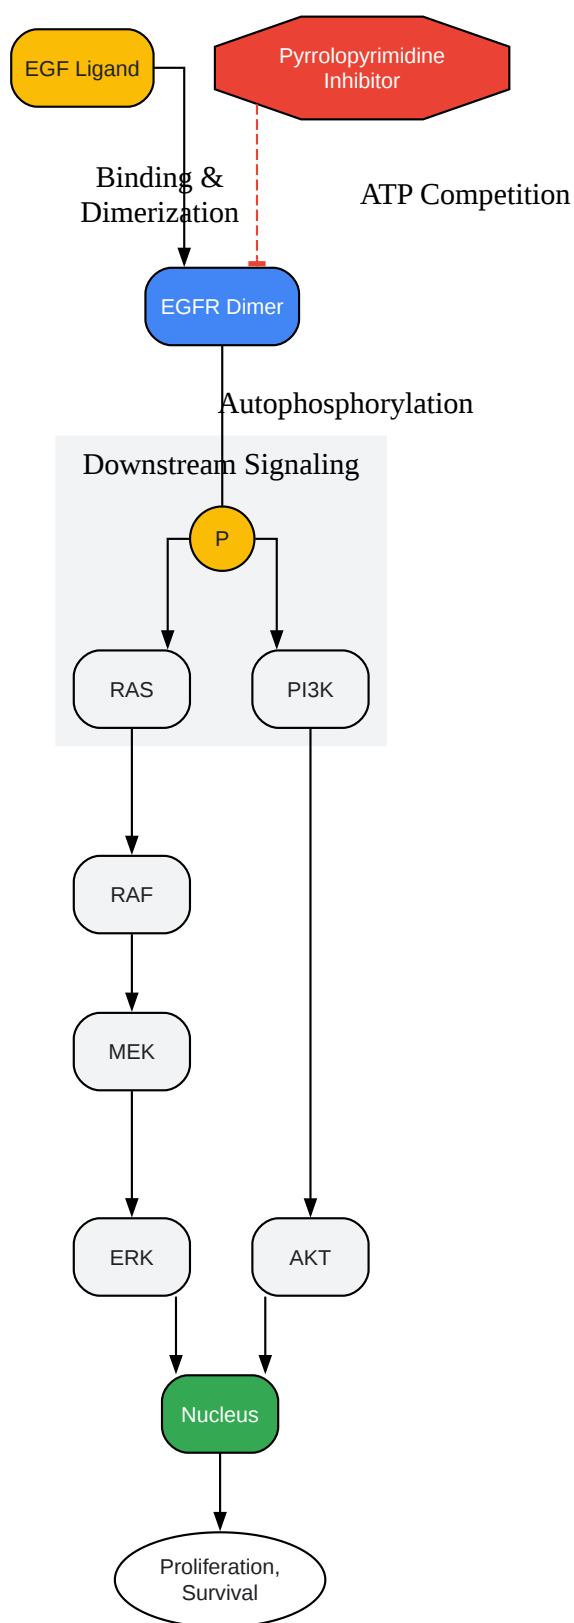 EGF Ligand
Pyrrolopyrimidine
Inhibitor
Binding &
Dimerization
ATP Competition
EGFR Dimer
Autophosphorylation
Downstream Signaling
P
RAS
PI3K
RAF
MEK
ERK
AKT
Nucleus
Proliferation,
Survival